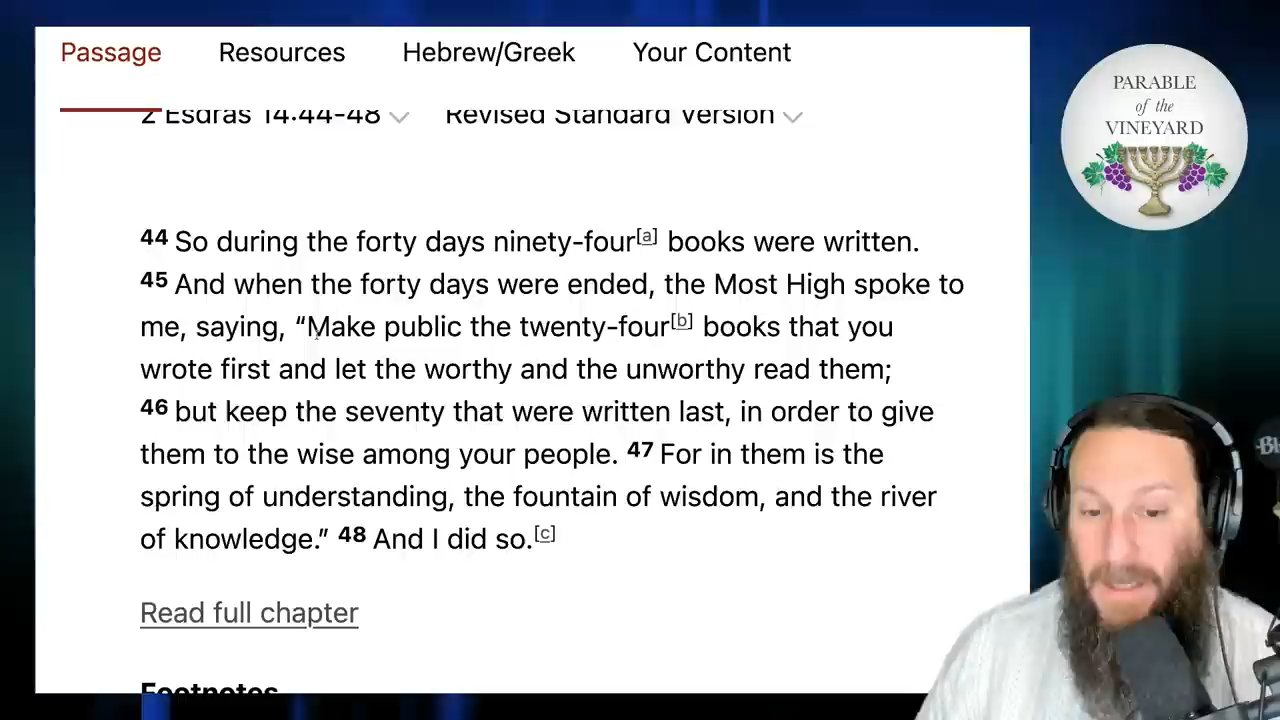 Passage Resources Hebrew/Greek Your Content
2 Esdras 14:44-48 Revised Standard Version
44 So during the forty days ninety-four[a] books were written.
45 And when the forty days were ended, the Most High spoke to
me, saying, “Make public the twenty-four[b] books that you
wrote first and let the worthy and the unworthy read them;
46 but keep the seventy that were written last, in order to give
them to the wise among your people. 47 For in them is the
spring of understanding, the fountain of wisdom, and the river
of knowledge.” 48 And I did so.[c]
Read full chapter
Footnotes
PARABLE
of the
VINEYARD